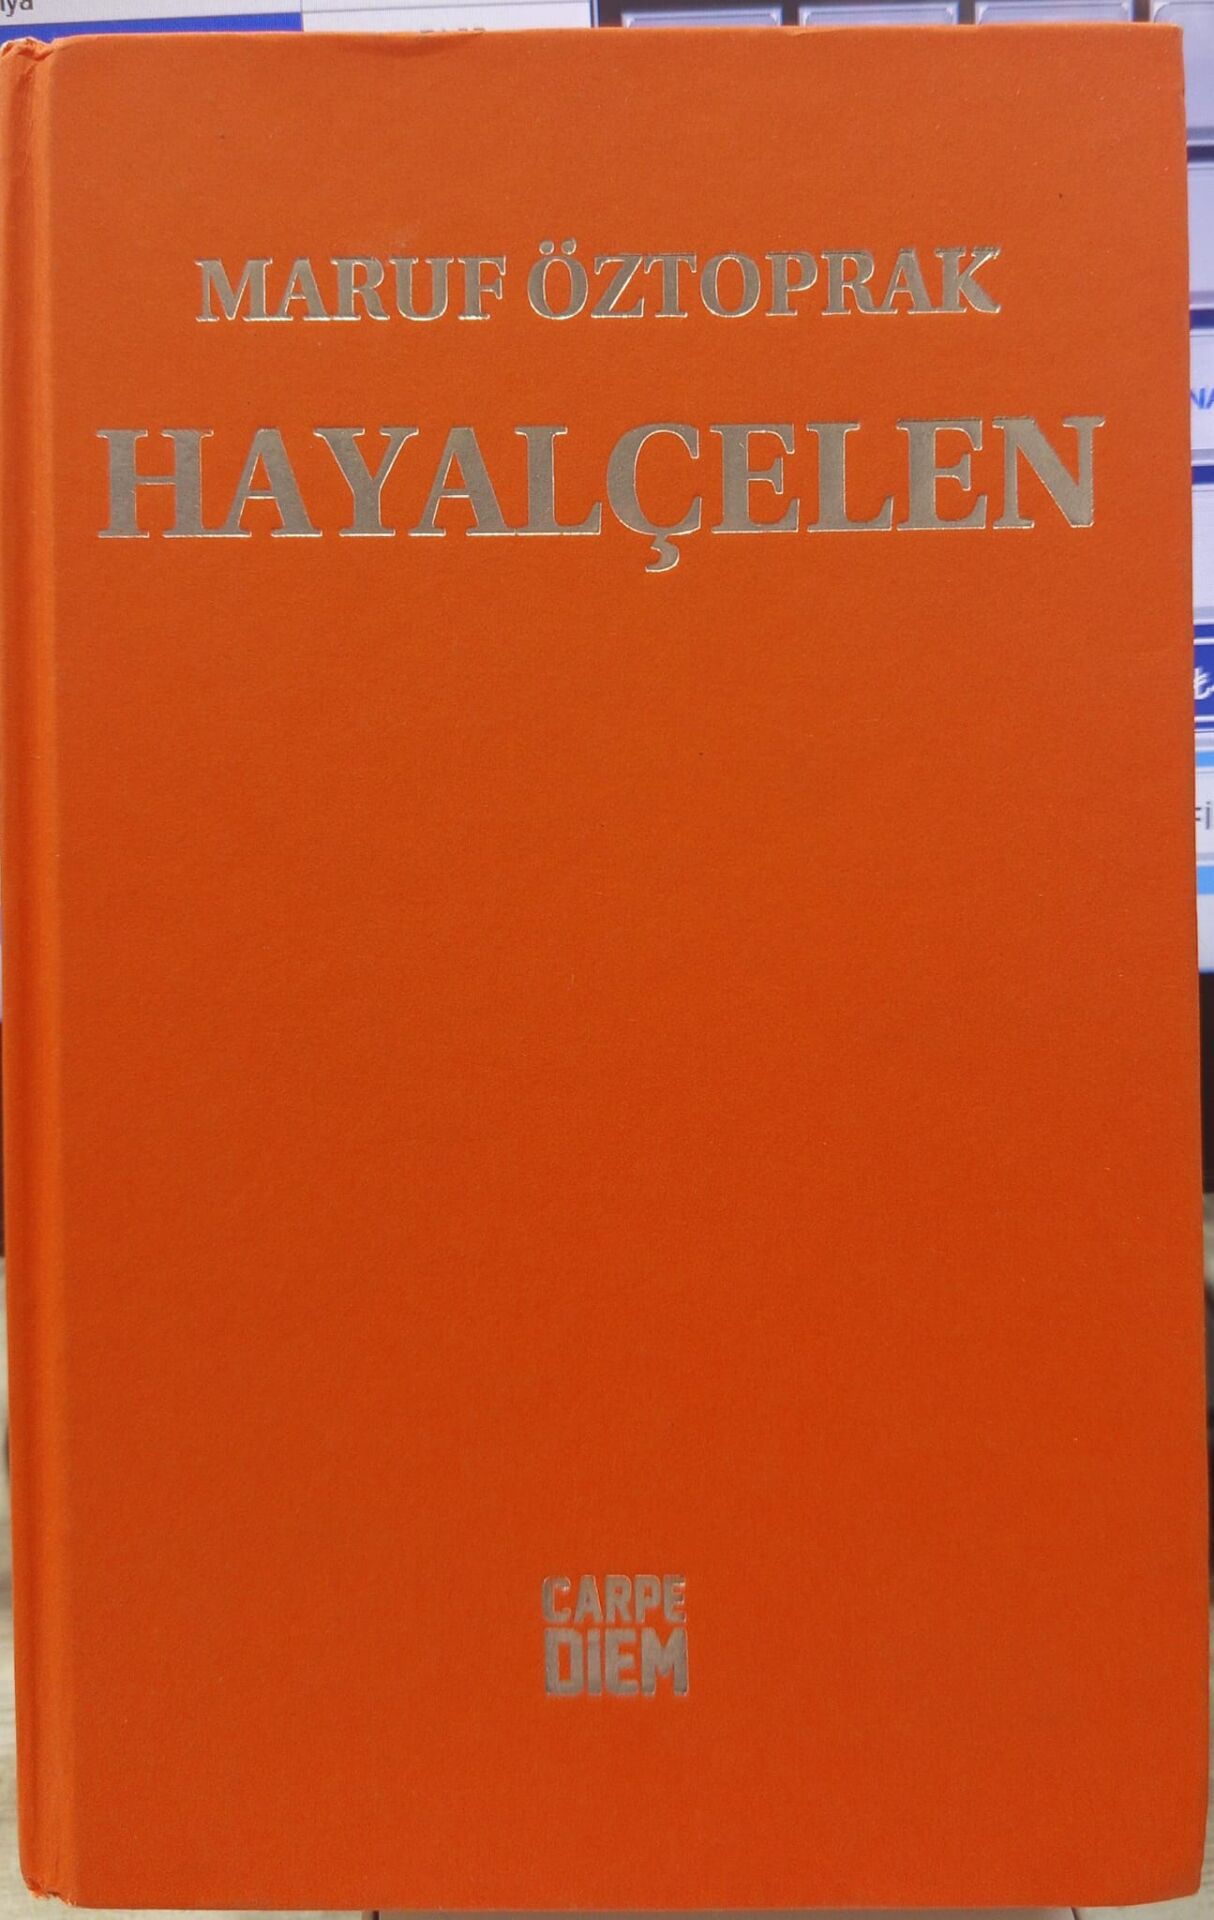 MARUF ÖZTOPRAK
HAYALÇELEN
CARPE
DIEM